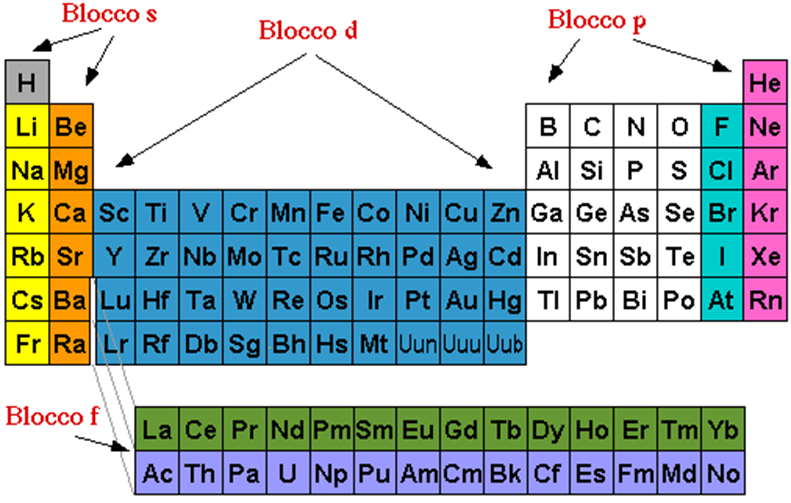 Blocco s
Blocco d
Blocco p
H He
Li Be B C N O F Ne
Na Mg Al Si P S Cl Ar
K Ca Sc Ti V Cr Mn Fe Co Ni Cu Zn Ga Ge As Se Br Kr
Rb Sr Y Zr Nb Mo Tc Ru Rh Pd Ag Cd In Sn Sb Te I Xe
Cs Ba Lu Hf Ta W Re Os Ir Pt Au Hg Tl Pb Bi Po At Rn
Fr Ra Lr Rf Db Sg Bh Hs Mt Uun Uuu Uub
Blocco f
La Ce Pr Nd Pm Sm Eu Gd Tb Dy Ho Er Tm Yb
Ac Th Pa U Np Pu Am Cm Bk Cf Es Fm Md No